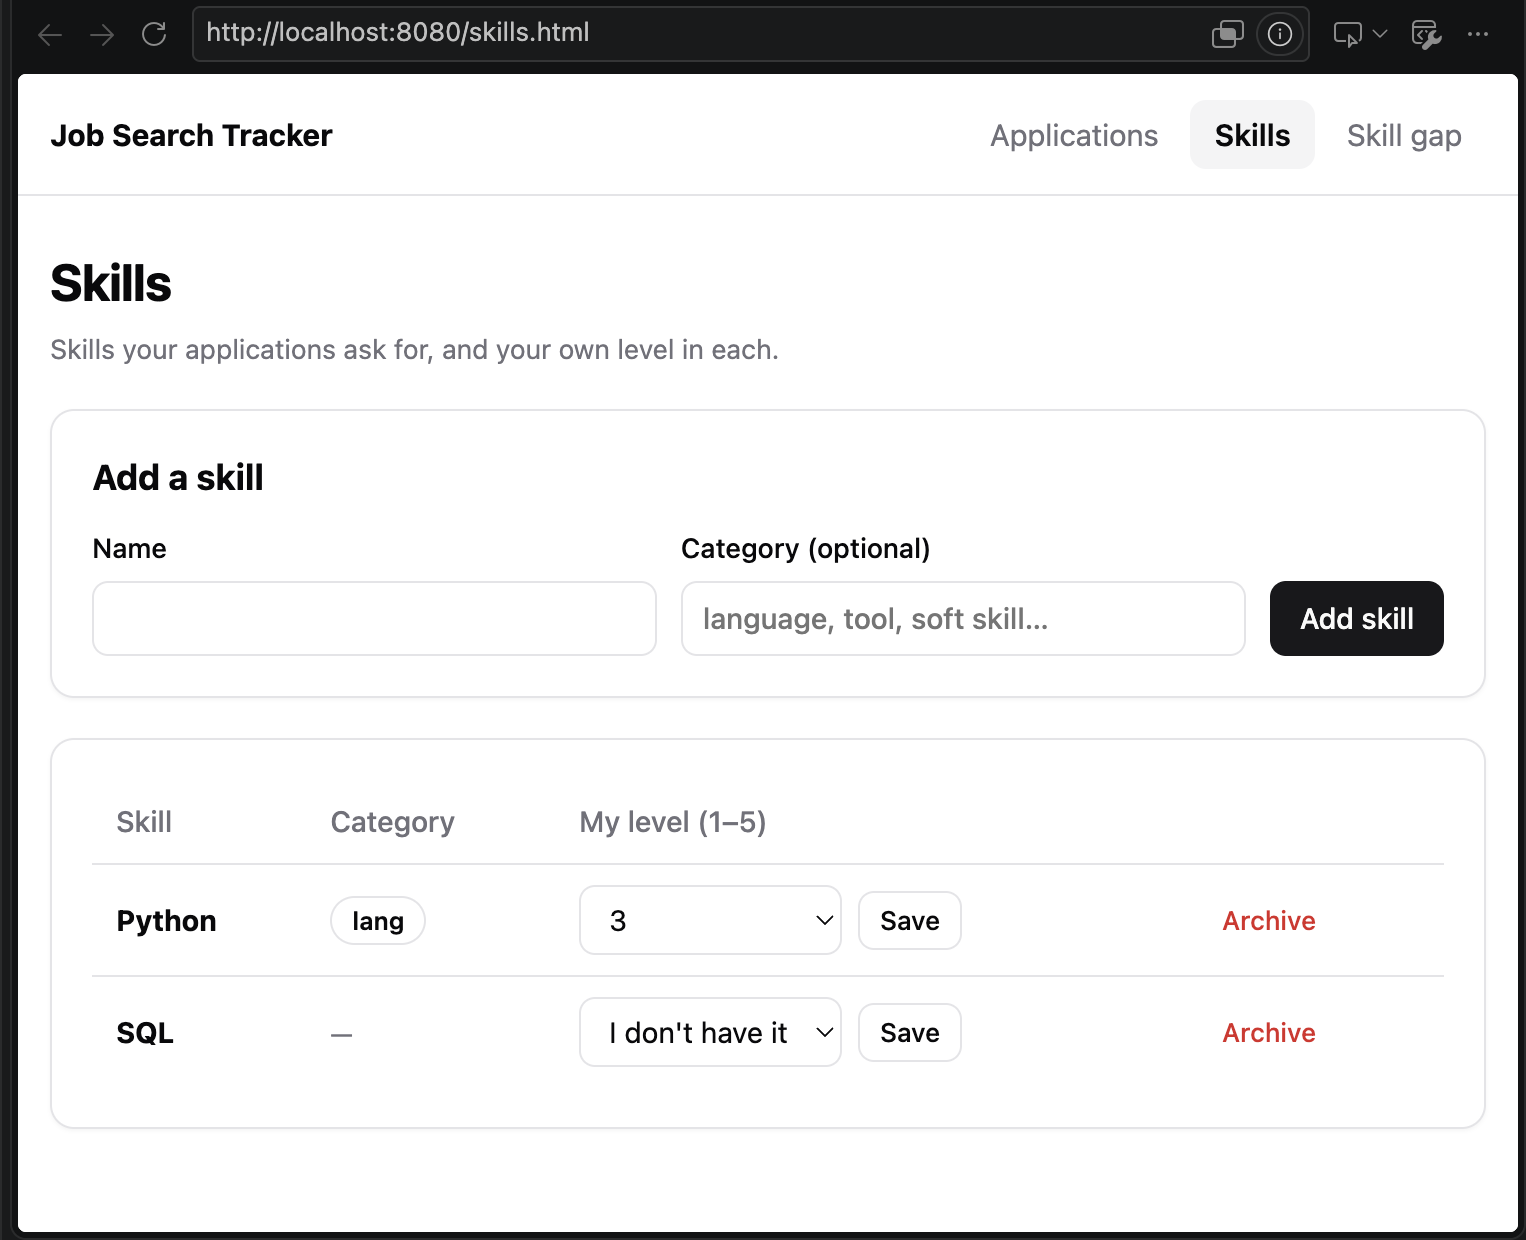 http://localhost:8080/skills.html
Job Search Tracker Applications Skills Skill gap
Skills
Skills your applications ask for, and your own level in each.
Add a skill
Name Category (optional)
language, tool, soft skill... Add skill
Skill Category My level (1–5)
Python lang 3 Save Archive
SQL — I don't have it Save Archive